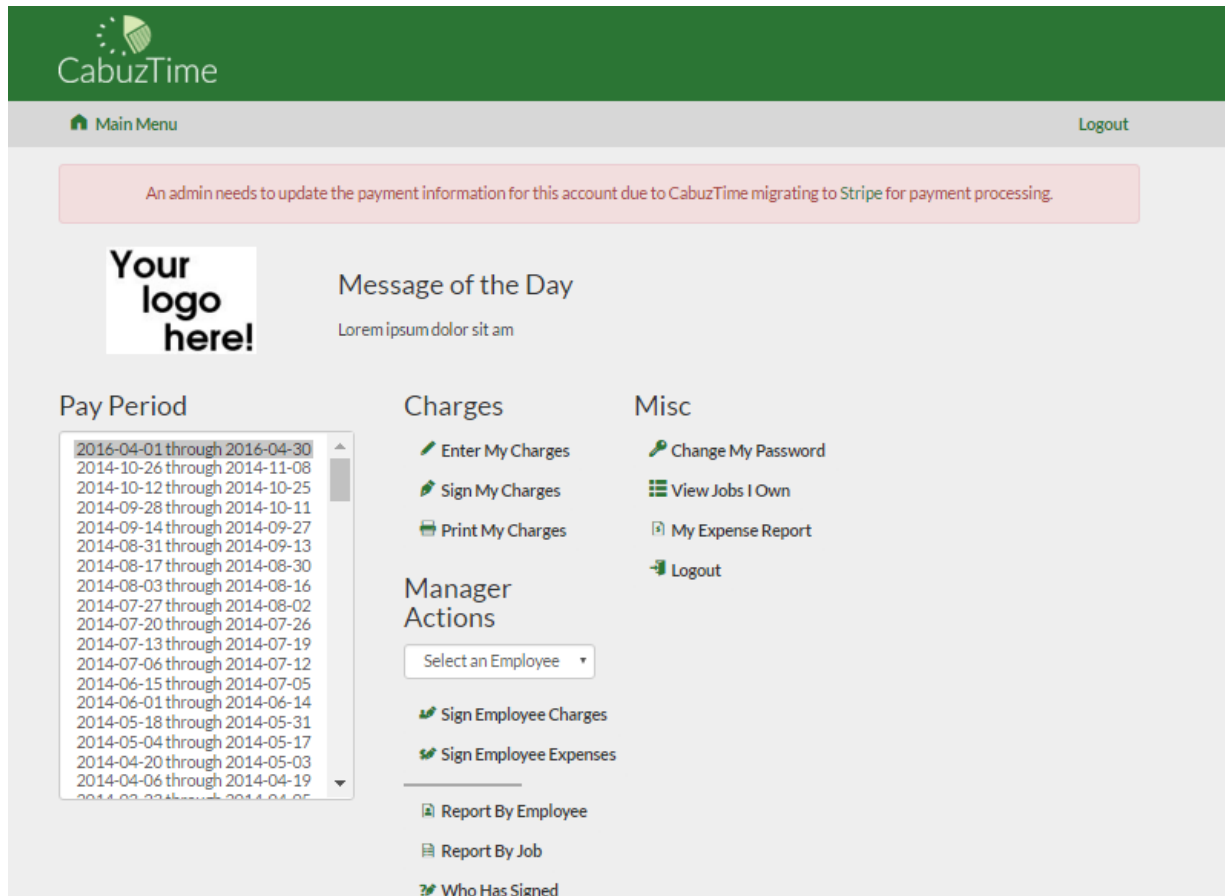 CabuzTime
Main Menu
Logout
An admin needs to update the payment information for this account due to CabuzTime migrating to Stripe for payment processing.
Your
logo
here!
Message of the Day
Lorem ipsum dolor sit am
Pay Period
2016-04-01 through 2016-04-30
2014-10-26 through 2014-11-08
2014-10-12 through 2014-10-25
2014-09-28 through 2014-10-11
2014-09-14 through 2014-09-27
2014-08-31 through 2014-09-13
2014-08-17 through 2014-08-30
2014-08-03 through 2014-08-16
2014-07-27 through 2014-08-02
2014-07-20 through 2014-07-26
2014-07-13 through 2014-07-19
2014-07-06 through 2014-07-12
2014-06-15 through 2014-07-05
2014-06-01 through 2014-06-14
2014-05-18 through 2014-05-31
2014-05-04 through 2014-05-17
2014-04-20 through 2014-05-03
2014-04-06 through 2014-04-19
Charges
Enter My Charges
Sign My Charges
Print My Charges
Manager
Actions
Select an Employee
Sign Employee Charges
Sign Employee Expenses
Report By Employee
Report By Job
Who Has Signed
Misc
Change My Password
View Jobs I Own
My Expense Report
Logout